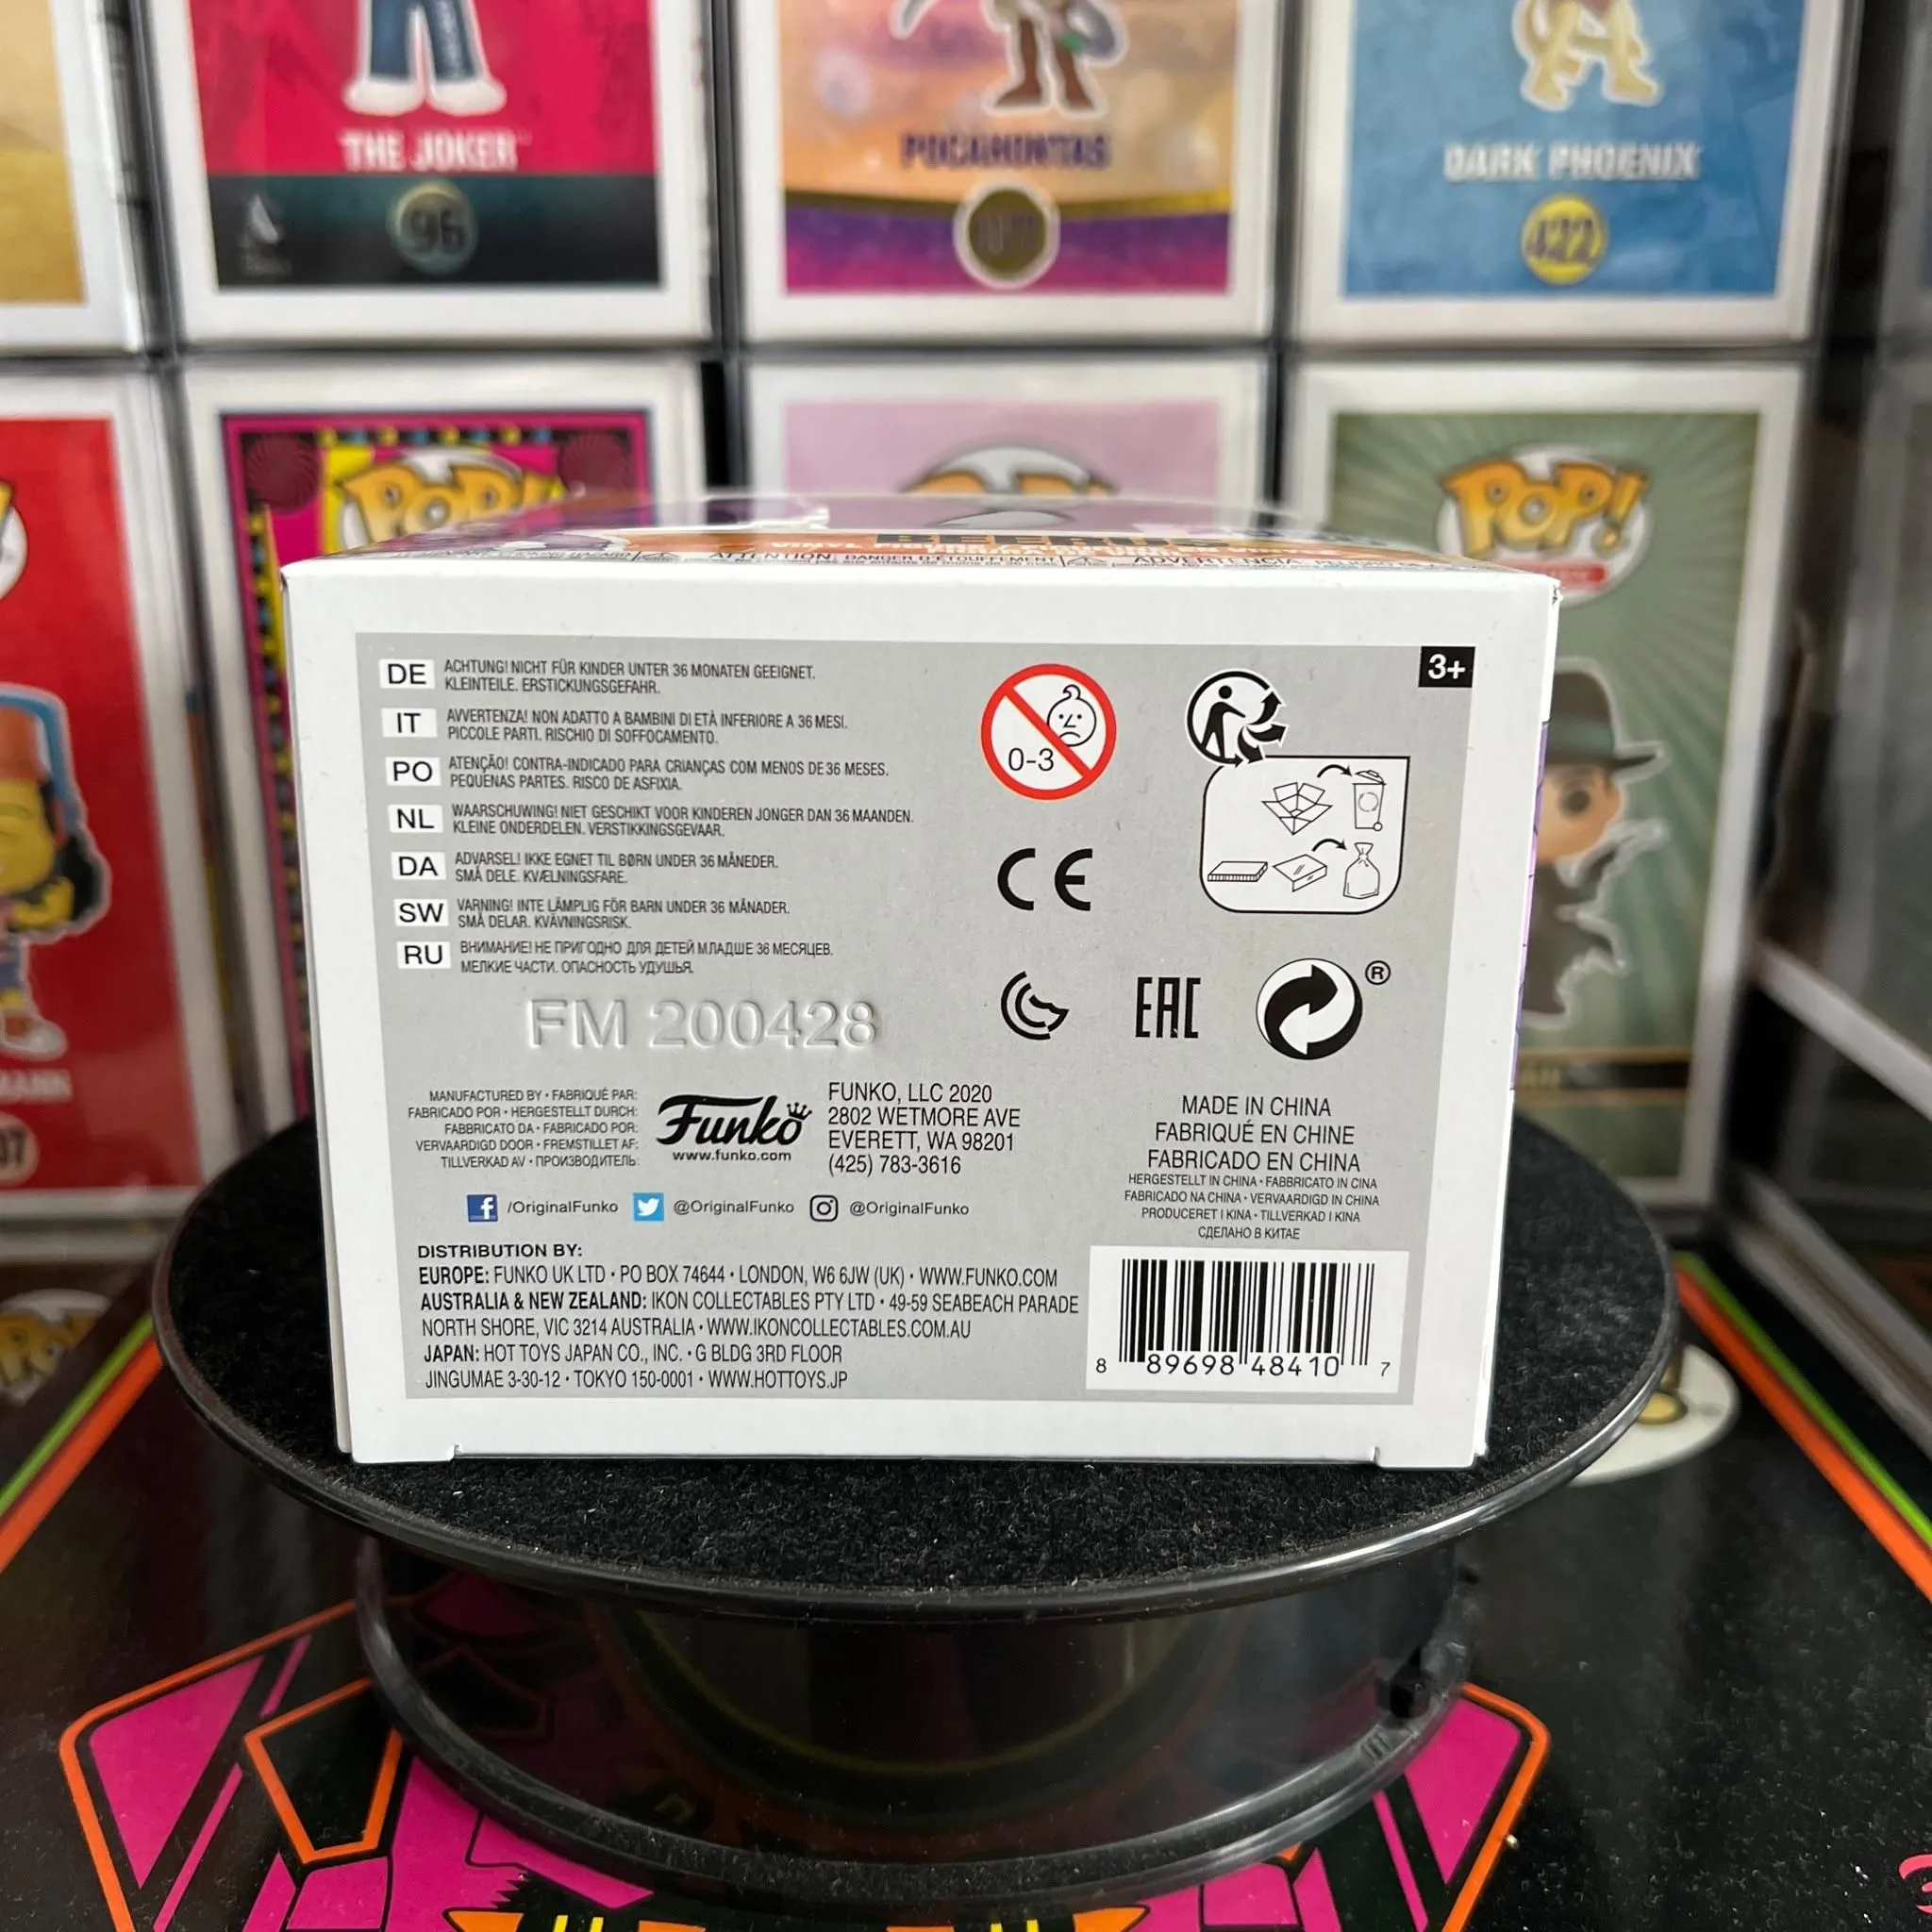 THE JOKER
96
POCAHONTAS
DARK PHOENIX
422
POP!
POP!
ATTENTION: DANGER D'ÉTOUFFEMENT
ADVERTENCIA:
3+
DE ACHTUNG! NICHT FÜR KINDER UNTER 36 MONATEN GEEIGNET.
KLEINTEILE. ERSTICKUNGSGEFAHR.
IT AVVERTENZA! NON ADATTO A BAMBINI DI ETÀ INFERIORE A 36 MESI.
PICCOLE PARTI. RISCHIO DI SOFFOCAMENTO.
PO ATENÇÃO! CONTRA-INDICADO PARA CRIANÇAS COM MENOS DE 36 MESES.
PEQUENAS PARTES. RISCO DE ASFIXIA.
NL WAARSCHUWING! NIET GESCHIKT VOOR KINDEREN JONGER DAN 36 MAANDEN.
KLEINE ONDERDELEN. VERSTIKKINGSGEVAAR.
DA ADVARSEL! IKKE EGNET TIL BØRN UNDER 36 MÅNEDER.
SMÅ DELE. KVÆLNINGSFARE.
SW VARNING! INTE LÄMPLIG FÖR BARN UNDER 36 MÅNADER.
SMÅ DELAR. KVÄVNINGSRISK.
RU ВНИМАНИЕ! НЕ ПРИГОДНО ДЛЯ ДЕТЕЙ МЛАДШЕ 36 МЕСЯЦЕВ.
МЕЛКИЕ ЧАСТИ. ОПАСНОСТЬ УДУШЬЯ.
0-3
CE
EAC
®
FM 200428
MANUFACTURED BY • FABRIQUÉ PAR:
FABRICADO POR • HERGESTELLT DURCH:
FABBRICATO DA • FABRICADO POR:
VERVAARDIGD DOOR • FREMSTILLET AF:
TILLVERKAD AV • ПРОИЗВОДИТЕЛЬ:
Funko
www.funko.com
FUNKO, LLC 2020
2802 WETMORE AVE
EVERETT, WA 98201
(425) 783-3616
/OriginalFunko @OriginalFunko @OriginalFunko
MADE IN CHINA
FABRIQUÉ EN CHINE
FABRICADO EN CHINA
HERGESTELLT IN CHINA • FABBRICATO IN CINA
FABRICADO NA CHINA • VERVAARDIGD IN CHINA
PRODUCERET I KINA • TILLVERKAD I KINA
СДЕЛАНО В КИТАЕ
DISTRIBUTION BY:
EUROPE: FUNKO UK LTD • PO BOX 74644 • LONDON, W6 6JW (UK) • WWW.FUNKO.COM
AUSTRALIA & NEW ZEALAND: IKON COLLECTABLES PTY LTD • 49-59 SEABEACH PARADE
NORTH SHORE, VIC 3214 AUSTRALIA • WWW.IKONCOLLECTABLES.COM.AU
JAPAN: HOT TOYS JAPAN CO., INC. • G BLDG 3RD FLOOR
JINGUMAE 3-30-12 • TOKYO 150-0001 • WWW.HOTTOYS.JP
8 89698 48410 7